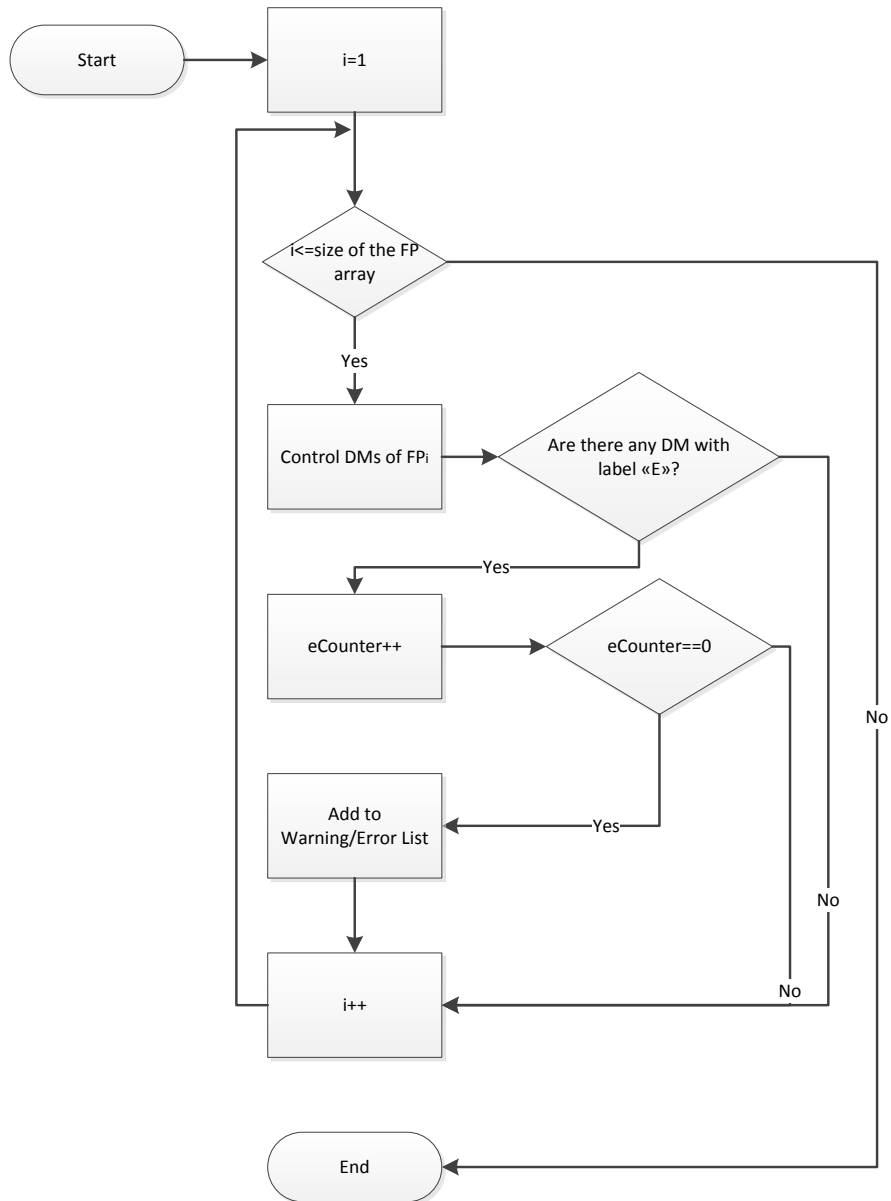 Start
i=1
i<=size of the FP
array
Yes
Control DMs of FPi
Are there any DM with
label «E»?
Yes
eCounter++
eCounter==0
No
Add to
Warning/Error List
Yes
No
i++
No
End